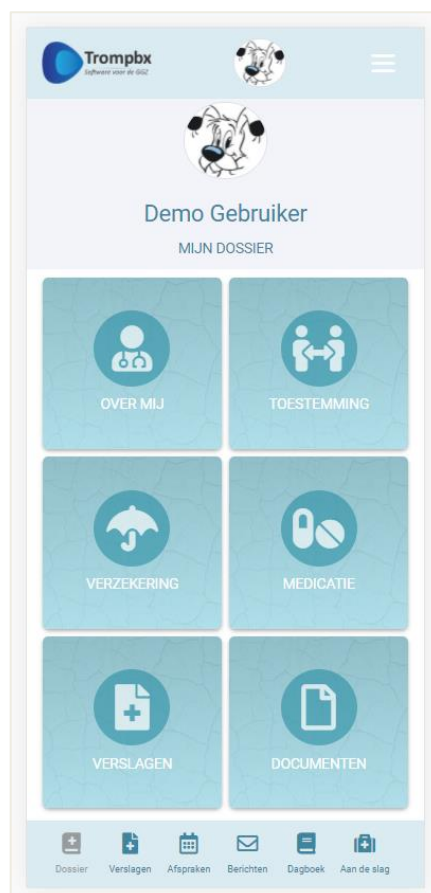 Trompbx
Software voor de GGZ
Demo Gebruiker
MIJN DOSSIER
OVER MIJ
TOESTEMMING
VERZEKERING
MEDICATIE
VERSLAGEN
DOCUMENTEN
Dossier
Verslagen
Afspraken
Berichten
Dagboek
Aan de slag